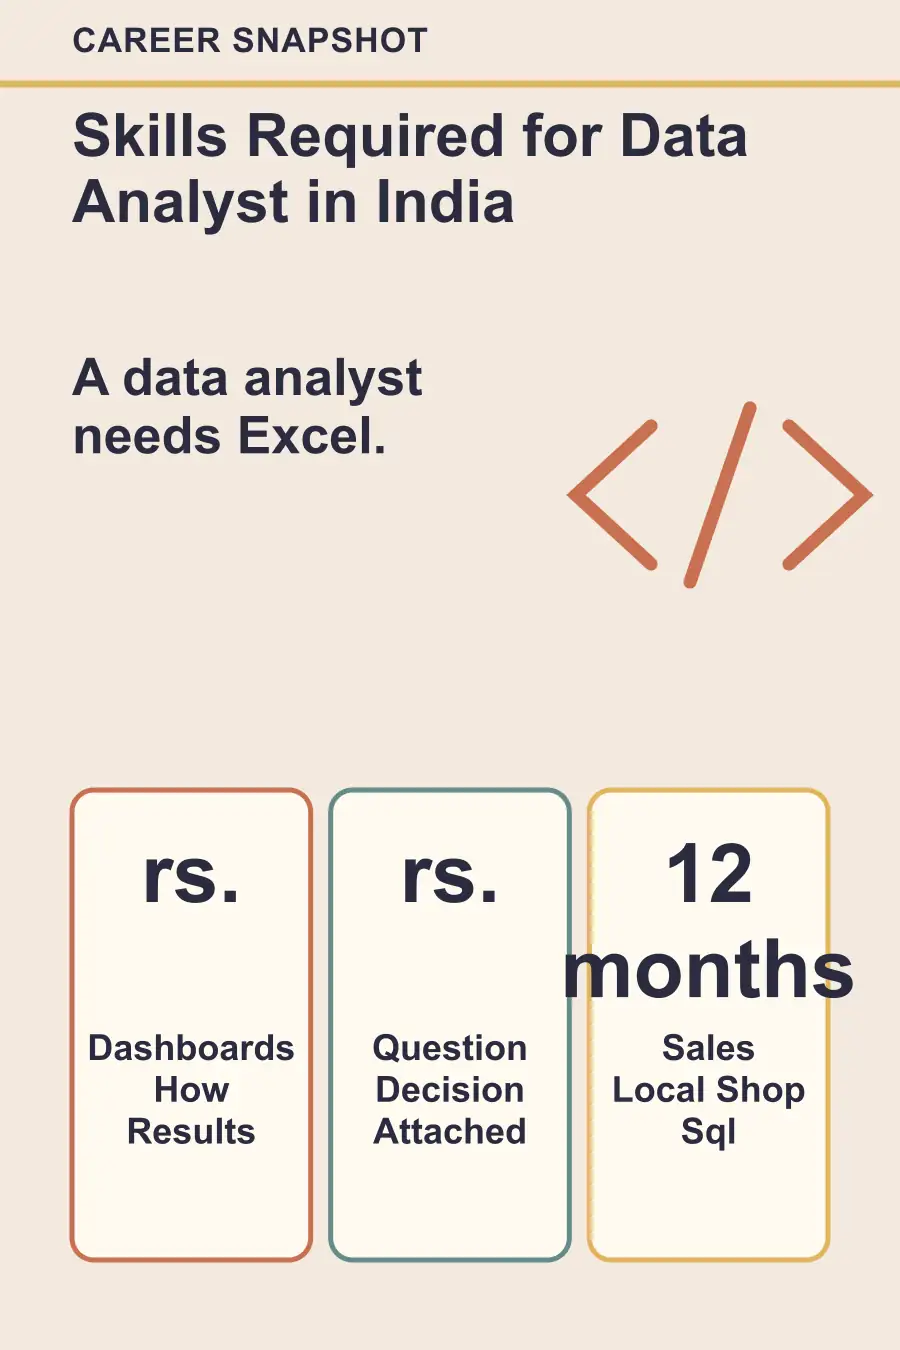 CAREER SNAPSHOT
Skills Required for Data
Analyst in India
A data analyst
needs Excel.
rs.
Dashboards
How
Results
rs.
Question
Decision
Attached
12
months
Sales
Local Shop
Sql